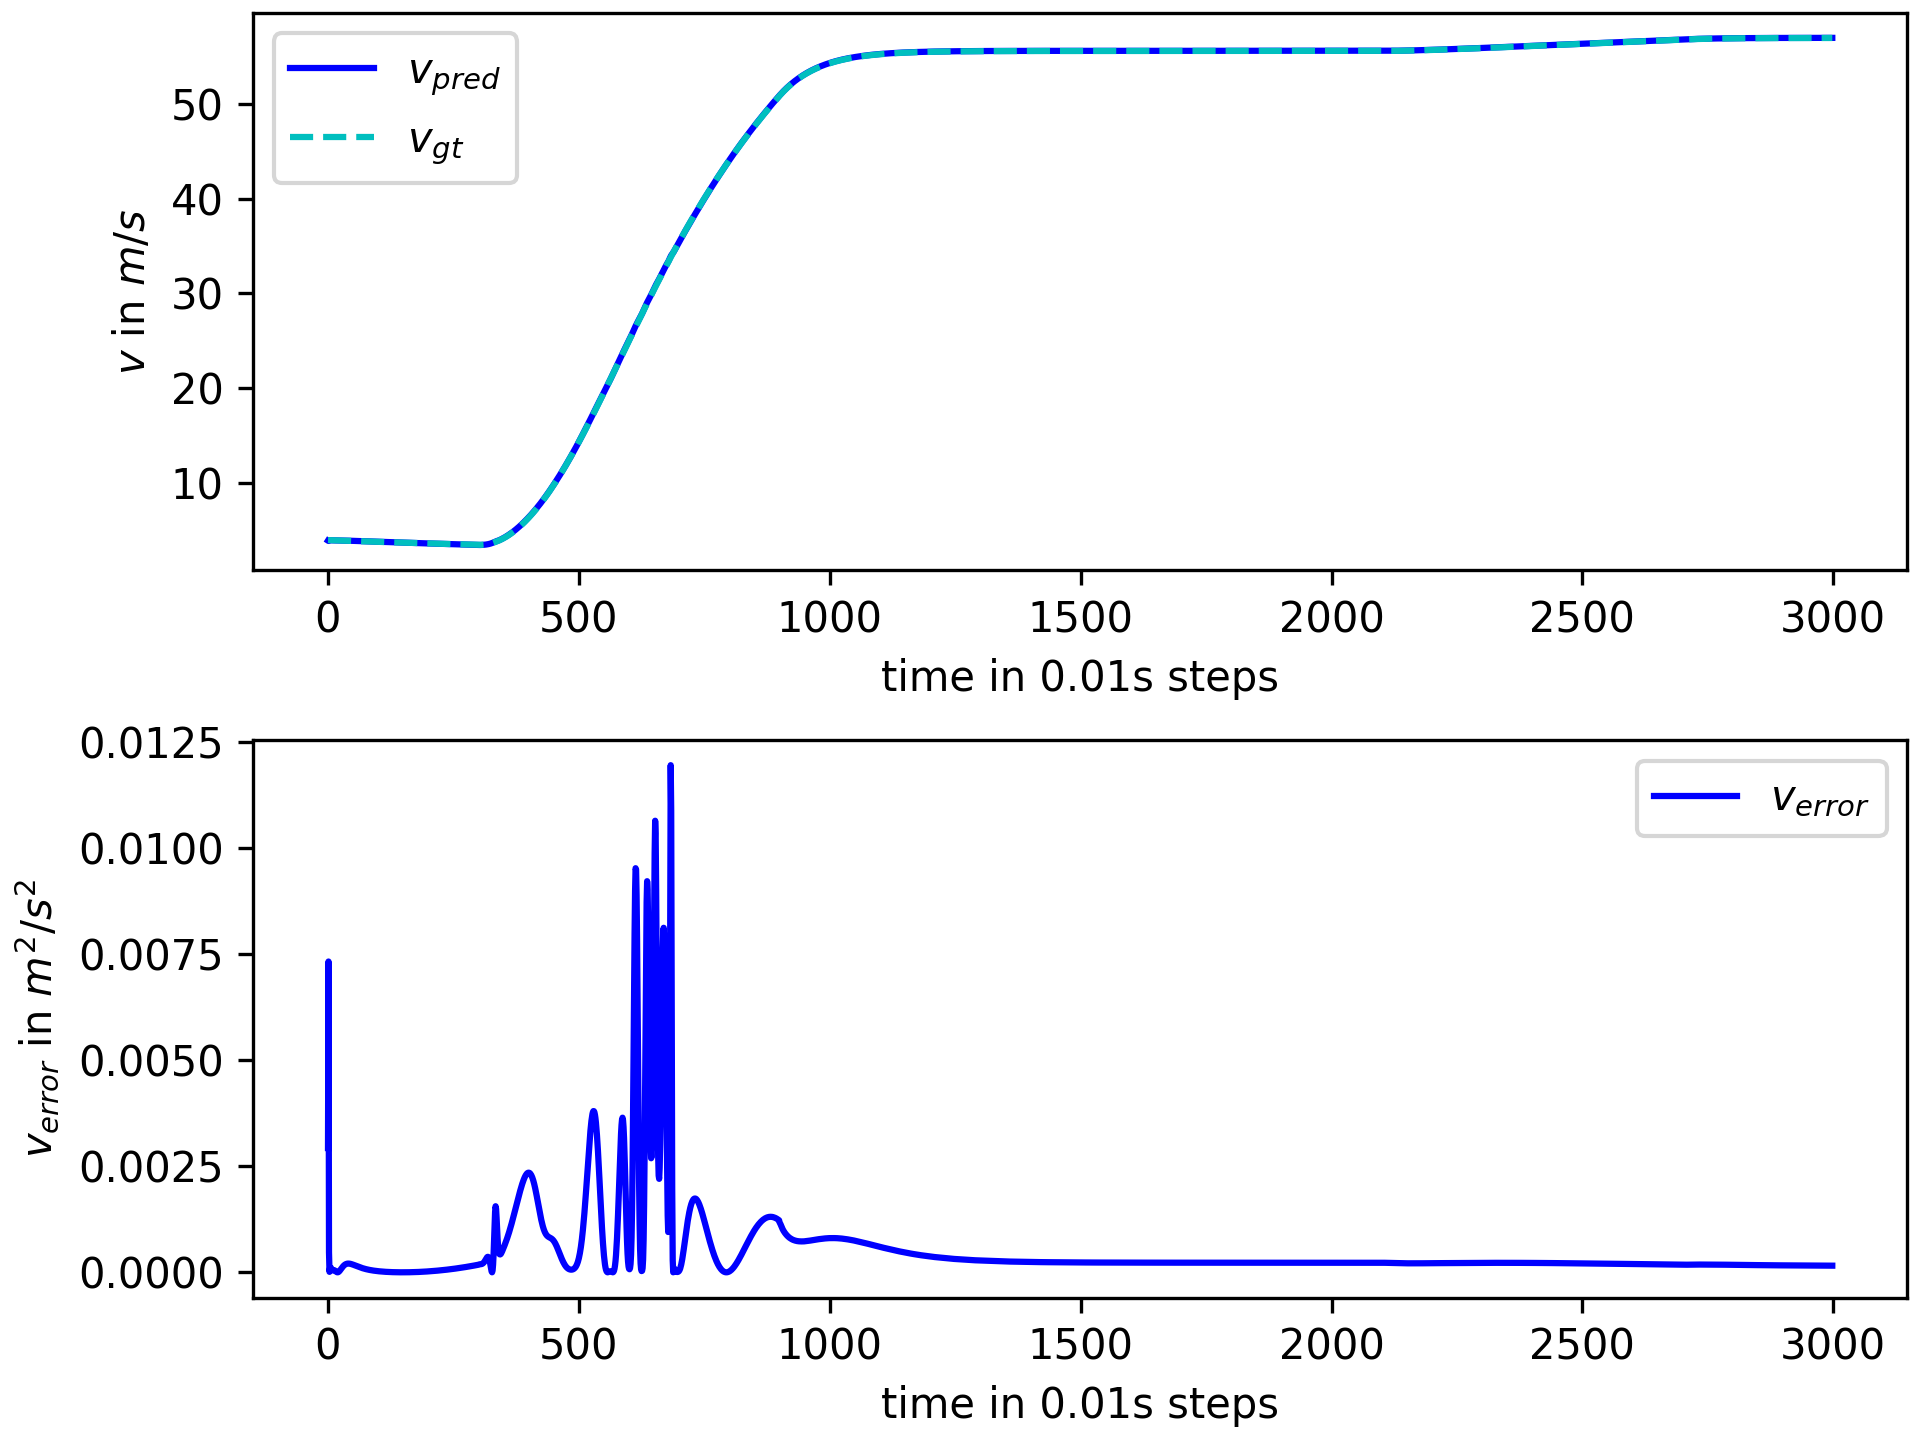 v_pred
v_gt
50
40
30
20
10
v in m/s
0 500 1000 1500 2000 2500 3000
time in 0.01s steps
v_error
0.0125
0.0100
0.0075
0.0050
0.0025
0.0000
v_error in m²/s²
0 500 1000 1500 2000 2500 3000
time in 0.01s steps